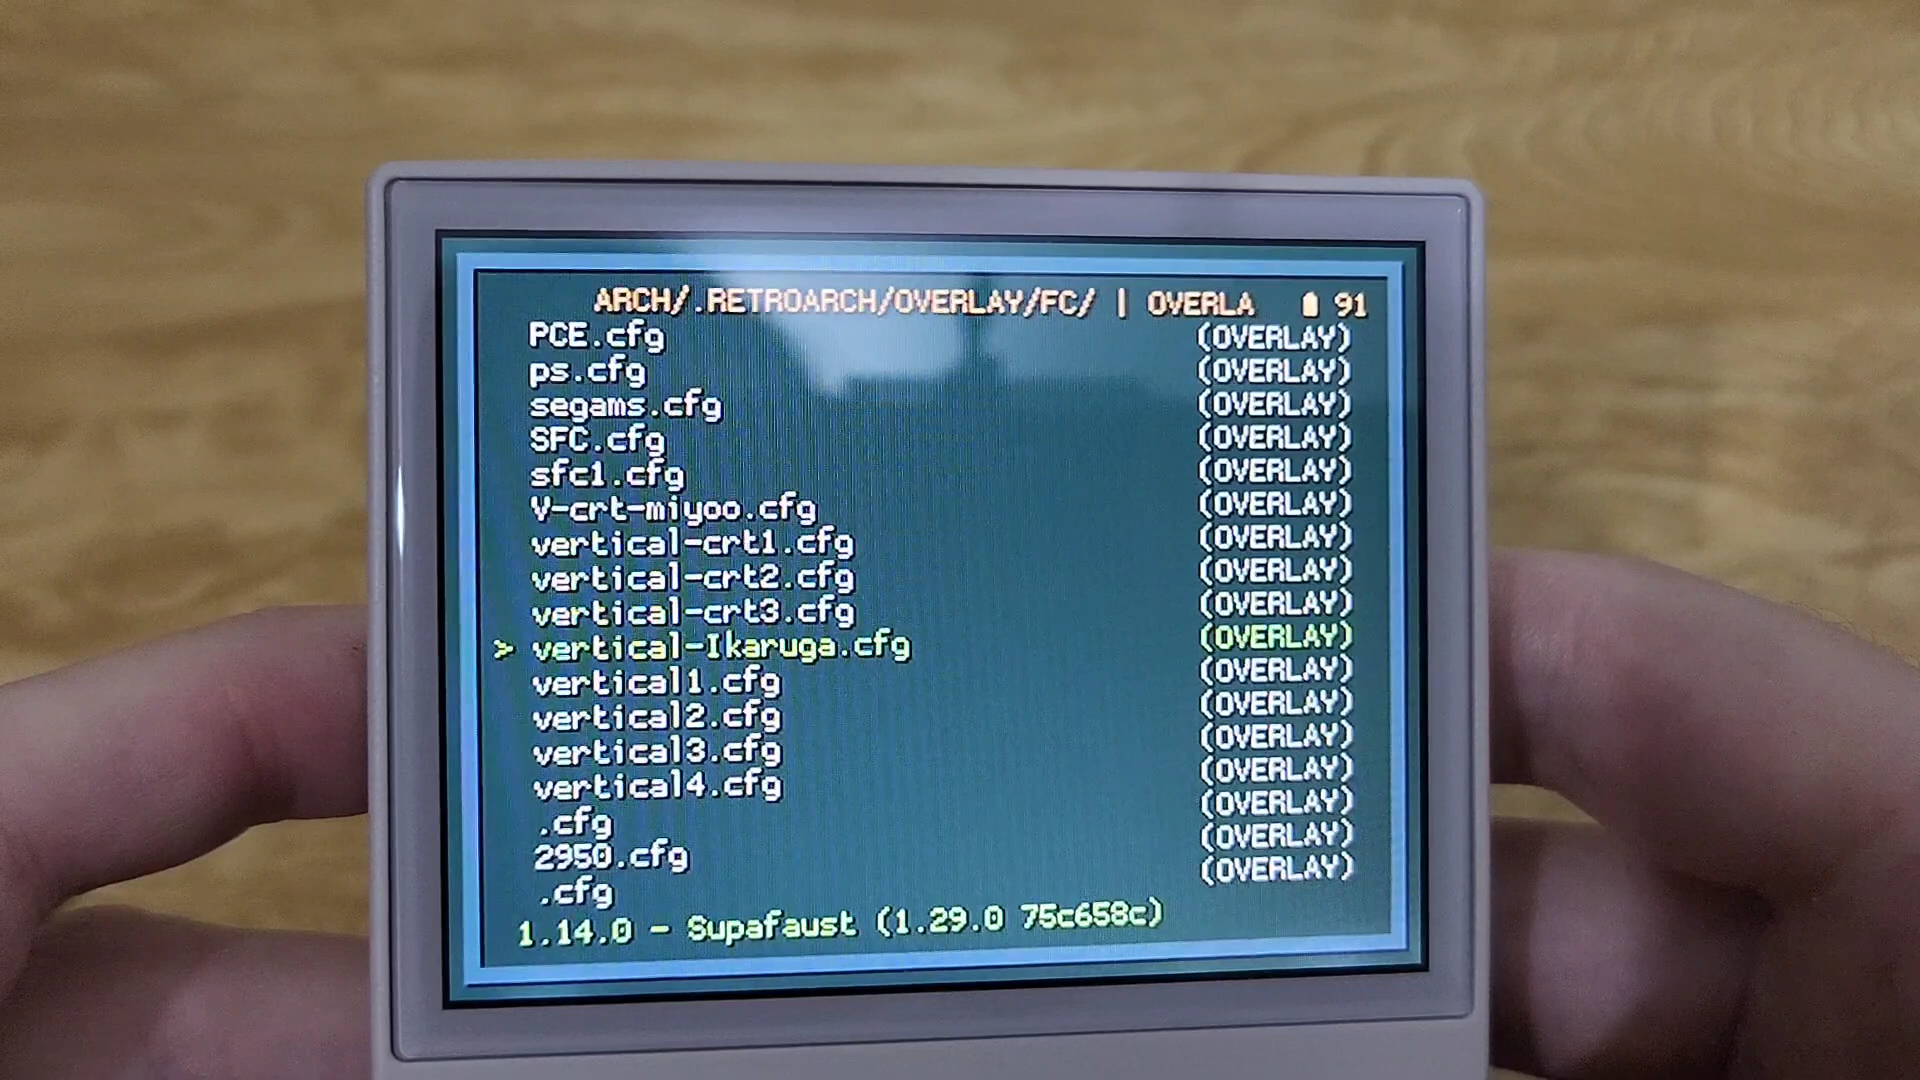 ARCH/.RETROARCH/OVERLAY/FC/ | OVERLA 91
PCE.cfg (OVERLAY)
ps.cfg (OVERLAY)
segams.cfg (OVERLAY)
SFC.cfg (OVERLAY)
sfc1.cfg (OVERLAY)
V-crt-miyoo.cfg (OVERLAY)
vertical-crt1.cfg (OVERLAY)
vertical-crt2.cfg (OVERLAY)
vertical-crt3.cfg (OVERLAY)
> vertical-Ikaruga.cfg (OVERLAY)
vertical1.cfg (OVERLAY)
vertical2.cfg (OVERLAY)
vertical3.cfg (OVERLAY)
vertical4.cfg (OVERLAY)
.cfg (OVERLAY)
2950.cfg (OVERLAY)
.cfg (OVERLAY)
1.14.0 - Supafaust (1.29.0 75c658c)